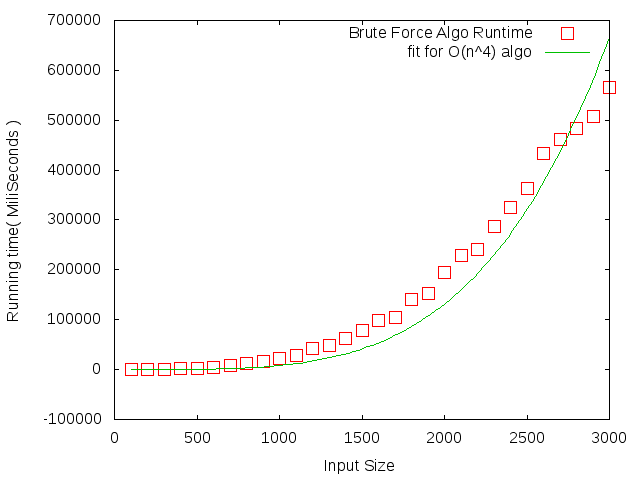 700000
600000
500000
400000
300000
200000
100000
0
-100000
Running time( MiliSeconds )
Brute Force Algo Runtime
fit for O(n^4) algo
0 500 1000 1500 2000 2500 3000
Input Size